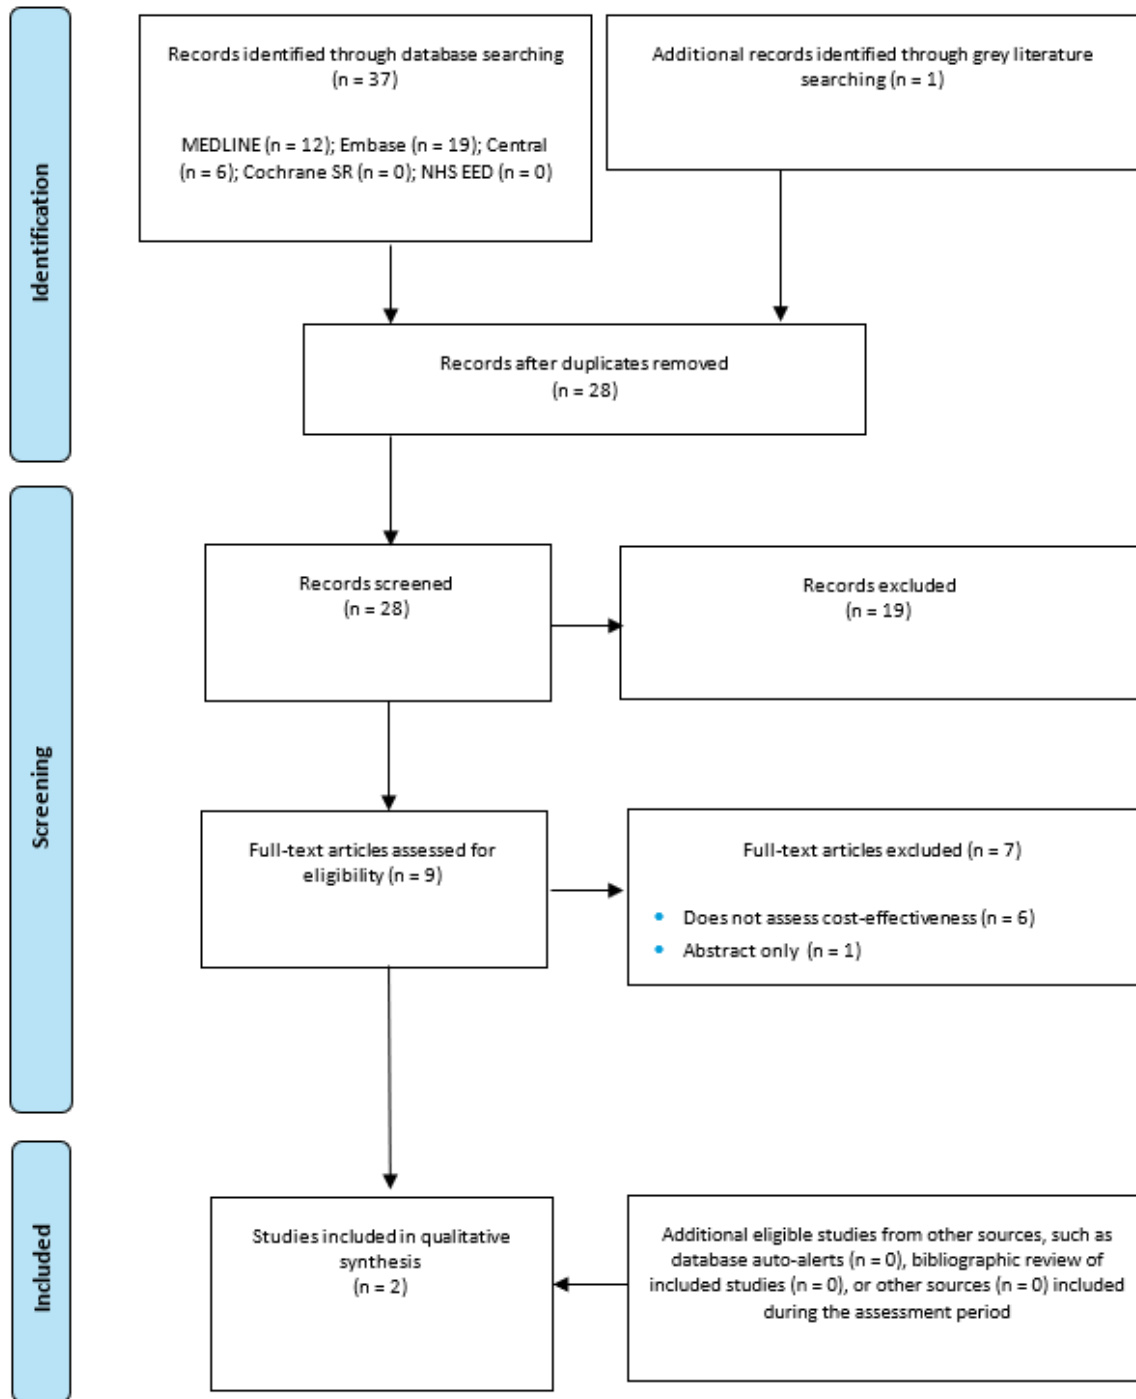 Identification
Records identified through database searching
(n = 37)
MEDLINE (n = 12); Embase (n = 19); Central
(n = 6); Cochrane SR (n = 0); NHS EED (n = 0)
Additional records identified through grey literature
searching (n = 1)
Records after duplicates removed
(n = 28)
Screening
Records screened
(n = 28)
Records excluded
(n = 19)
Full-text articles assessed for
eligibility (n = 9)
Full-text articles excluded (n = 7)
• Does not assess cost-effectiveness (n = 6)
• Abstract only (n = 1)
Included
Studies included in qualitative
synthesis
(n = 2)
Additional eligible studies from other sources, such as
database auto-alerts (n = 0), bibliographic review of
included studies (n = 0), or other sources (n = 0) included
during the assessment period